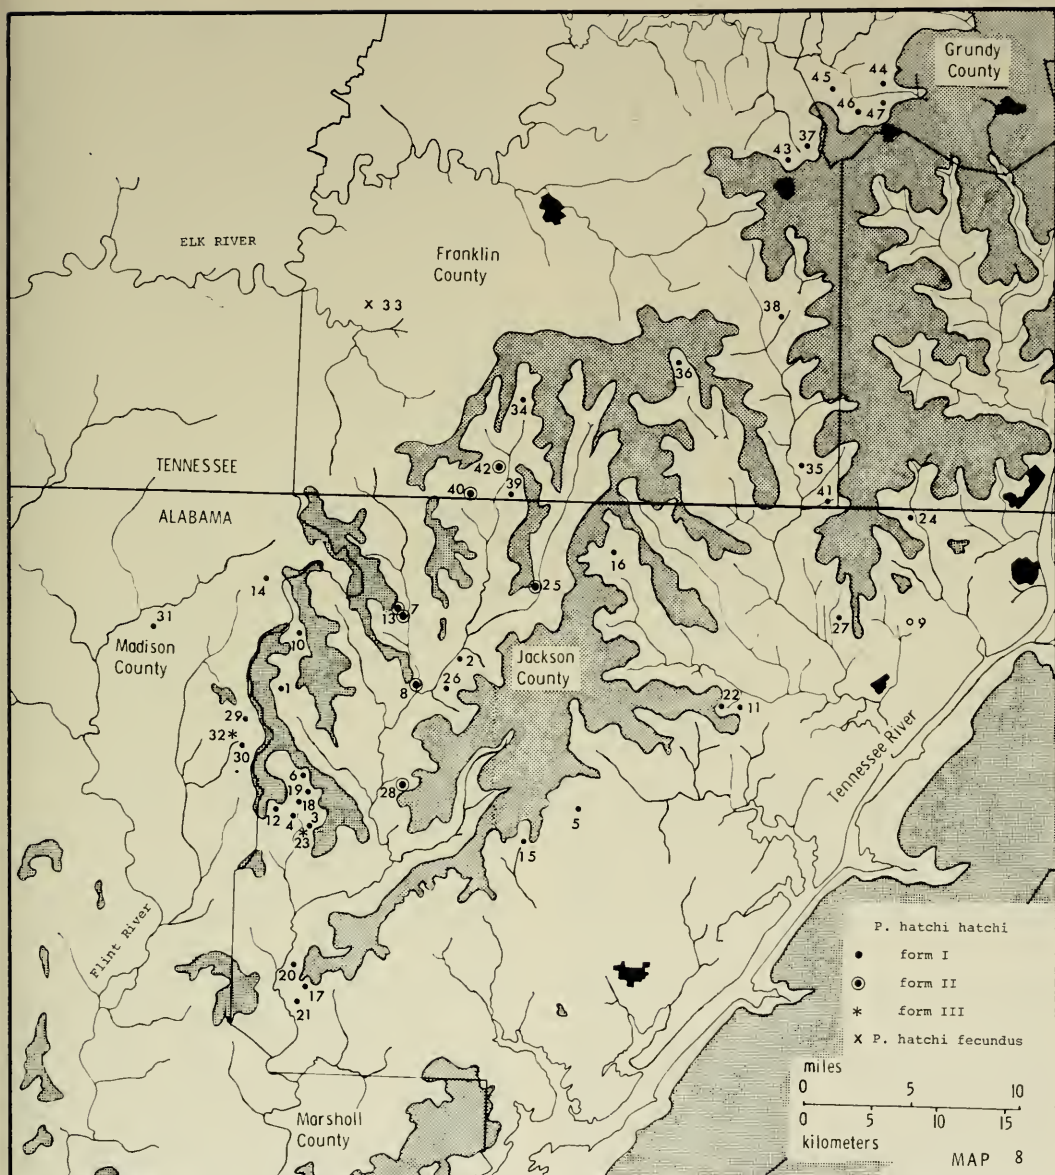 Grundy
County
45
44
46
47
37
43
ELK RIVER
Franklin
County
x 33
38
36
34
42
35
40
39
41
TENNESSEE
ALABAMA
24
16
25
14
7
13
31
27
9
Madison
County
10
2
Jackson
County
8
26
1
22
11
29
32 *
30
6
28
19
18
12
4
3
23
*
5
15
Tennessee River
Flint River
20
17
21
P. hatchi hatchi
• form I
◉ form II
* form III
x P. hatchi fecundus
miles
0 5 10
0 5 10 15
kilometers
Marshall
County
MAP 8